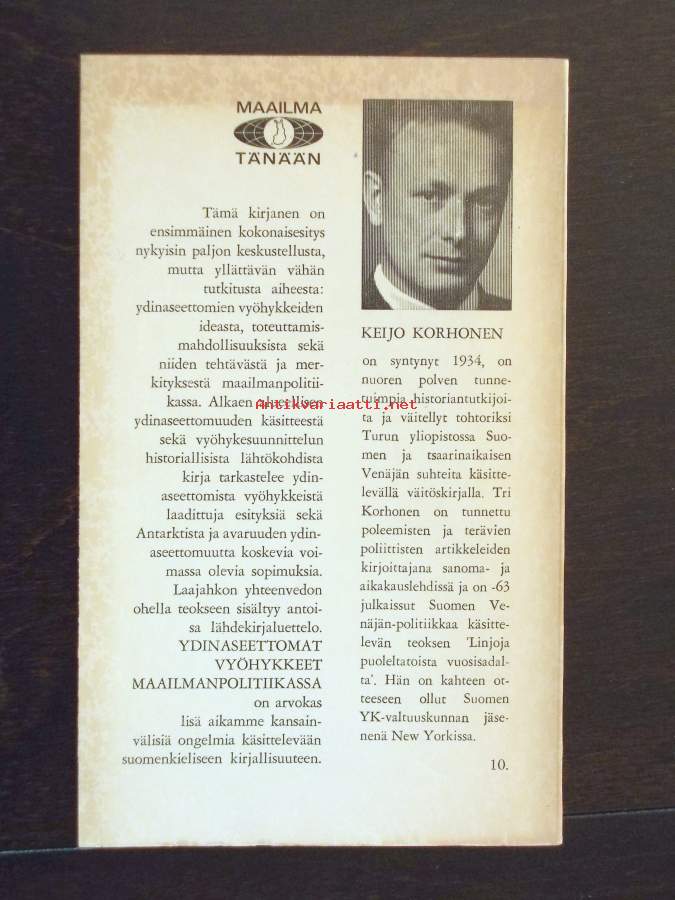 MAAILMA
TÄNÄÄN
Tämä kirjanen on
ensimmäinen kokonaisesitys
nykyisin paljon keskustellusta,
mutta yllättävän vähän
tutkitusta aiheesta:
ydinaseettomien vyöhykkeiden
ideasta, toteuttamis-
mahdollisuuksista sekä
niiden tehtävästä ja mer-
kityksestä maailmanpolitii-
kassa. Alkaen alueellisen
ydinaseettomuuden käsitteestä
sekä vyöhykesuunnittelun
historiallisista lähtökohdista
kirja tarkastelee ydin-
aseettomista vyöhykkeistä
laadittuja esityksiä sekä
Antarktista ja avaruuden ydin-
aseettomuutta koskevia voi-
massa olevia sopimuksia.
Laajahkon yhteenvedon
ohella teokseen sisältyy antoi-
sa lähdekirjaluettelo.
YDINASEETTOMAT
VYÖHYKKEET
MAAILMANPOLITIIKASSA
on arvokas
lisä aikamme kansain-
välisiä ongelmia käsittelevään
suomenkieliseen kirjallisuuteen.
KEIJO KORHONEN
on syntynyt 1934, on
nuoren polven tunne-
tuimpia historiantutkijoi-
ta ja väitellyt tohtoriksi
Turun yliopistossa Suo-
men ja tsaarinaikaisen
Venäjän suhteita käsitte-
levällä väitöskirjalla. Tri
Korhonen on tunnettu
poleemisten ja terävien
poliittisten artikkeleiden
kirjoittajana sanoma- ja
aikakauslehdissä ja on -63
julkaissut Suomen Ve-
näjän-politiikkaa käsitte-
levän teoksen 'Linjoja
puoleltatoista vuosisadal-
ta'. Hän on kahteen ot-
teeseen ollut Suomen
YK-valtuuskunnan jäse-
nenä New Yorkissa.
10.
Antikvariaatti.net